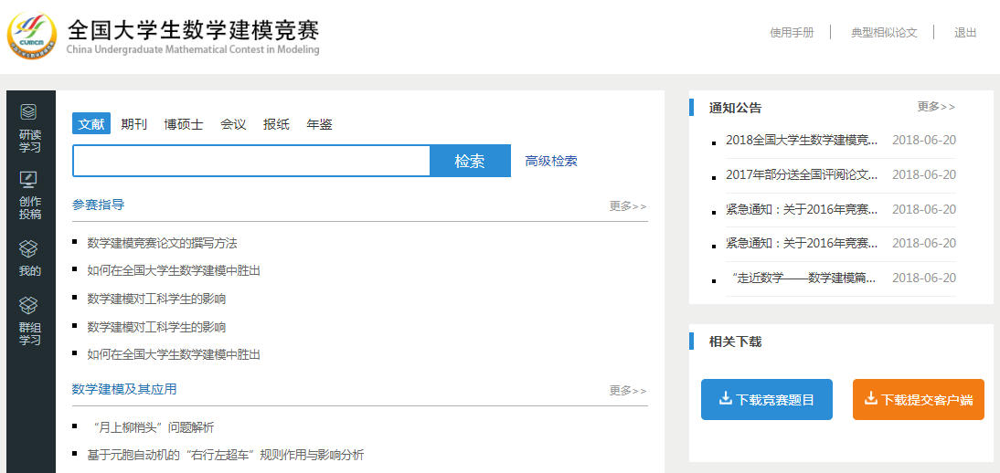 CUMCM
全国大学生数学建模竞赛
China Undergraduate Mathematical Contest in Modeling
使用手册
典型相似论文
退出
研读
学习
创作
投稿
我的
群组
学习
文献 期刊 博硕士 会议 报纸 年鉴
检索 高级检索
参赛指导 更多>>
数学建模竞赛论文的撰写方法
如何在全国大学生数学建模中胜出
数学建模对工科学生的影响
数学建模对工科学生的影响
如何在全国大学生数学建模中胜出
数学建模及其应用 更多>>
“月上柳梢头”问题解析
基于元胞自动机的“右行左超车”规则作用与影响分析
通知公告 更多>>
2018全国大学生数学建模竞... 2018-06-20
2017年部分送全国评阅论文... 2018-06-20
紧急通知：关于2016年竞赛... 2018-06-20
紧急通知：关于2016年竞赛... 2018-06-20
“走近数学——数学建模篇... 2018-06-20
相关下载
下载竞赛题目 下载提交客户端